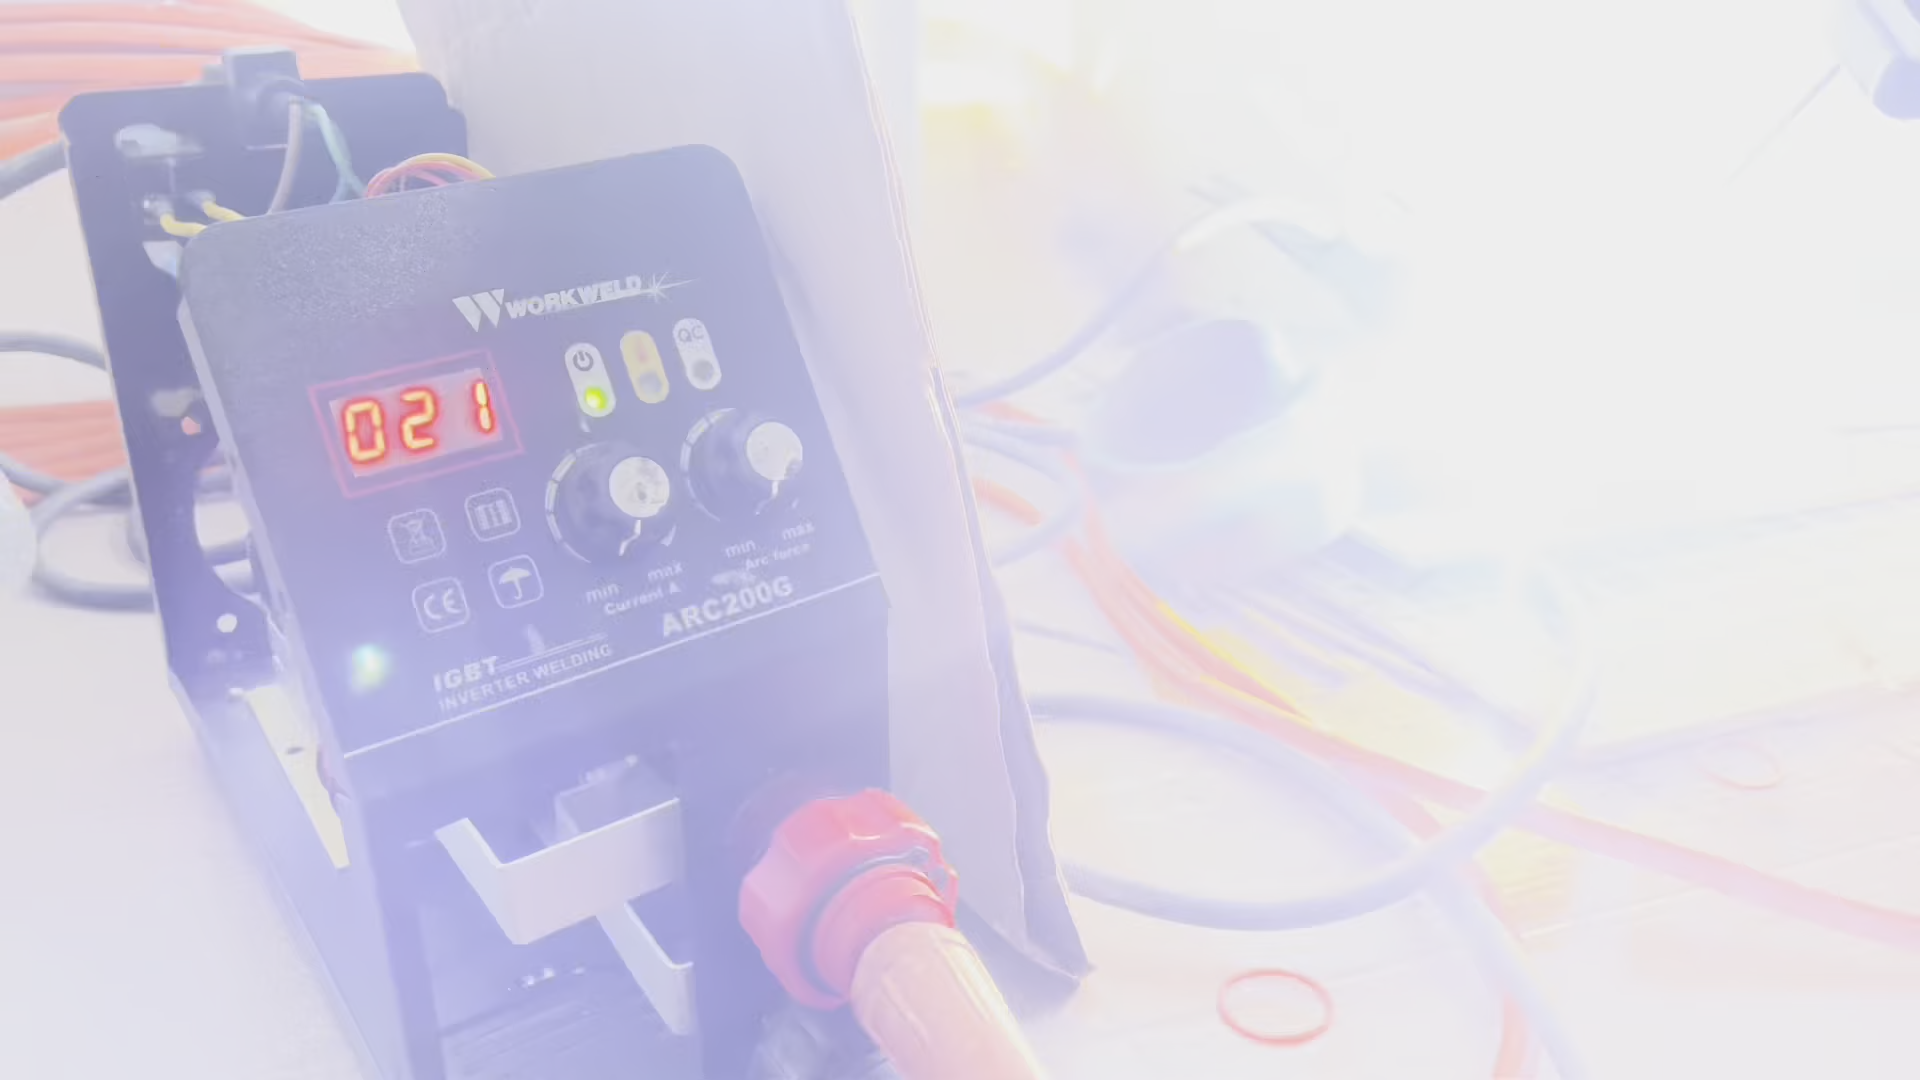 WORKWELD
QC
021
min max
Arc force
min max
Current A
CE
ARC200G
IGBT
INVERTER WELDING